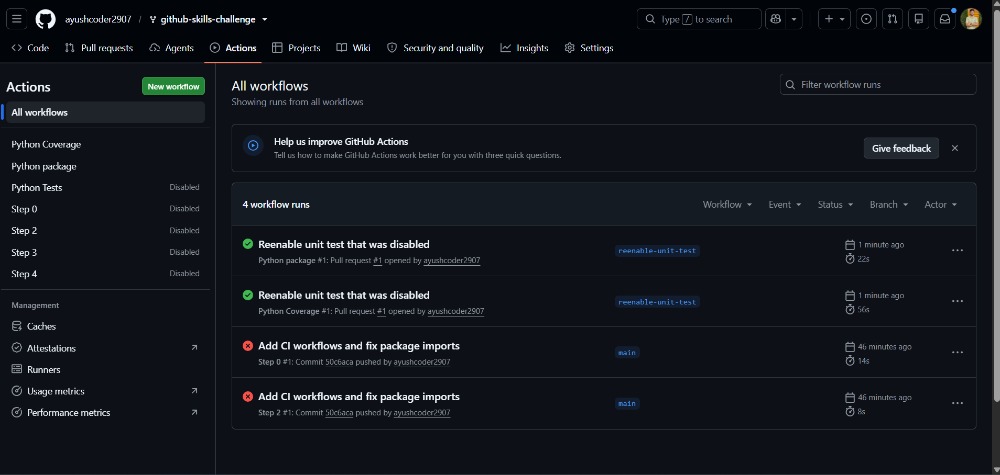 ayushcoder2907 / github-skills-challenge
Type / to search
Code Pull requests Agents Actions Projects Wiki Security and quality Insights Settings
Actions
New workflow
All workflows
Python Coverage
Python package
Python Tests Disabled
Step 0 Disabled
Step 2 Disabled
Step 3 Disabled
Step 4 Disabled
Management
Caches
Attestations
Runners
Usage metrics
Performance metrics
All workflows
Showing runs from all workflows
Filter workflow runs
Help us improve GitHub Actions
Tell us how to make GitHub Actions work better for you with three quick questions.
Give feedback
4 workflow runs
Workflow Event Status Branch Actor
Reenable unit test that was disabled
Python package #1: Pull request #1 opened by ayushcoder2907
reenable-unit-test
1 minute ago
22s
Reenable unit test that was disabled
Python Coverage #1: Pull request #1 opened by ayushcoder2907
reenable-unit-test
1 minute ago
56s
Add CI workflows and fix package imports
Step 0 #1: Commit 50c6aca pushed by ayushcoder2907
main
46 minutes ago
14s
Add CI workflows and fix package imports
Step 2 #1: Commit 50c6aca pushed by ayushcoder2907
main
46 minutes ago
8s